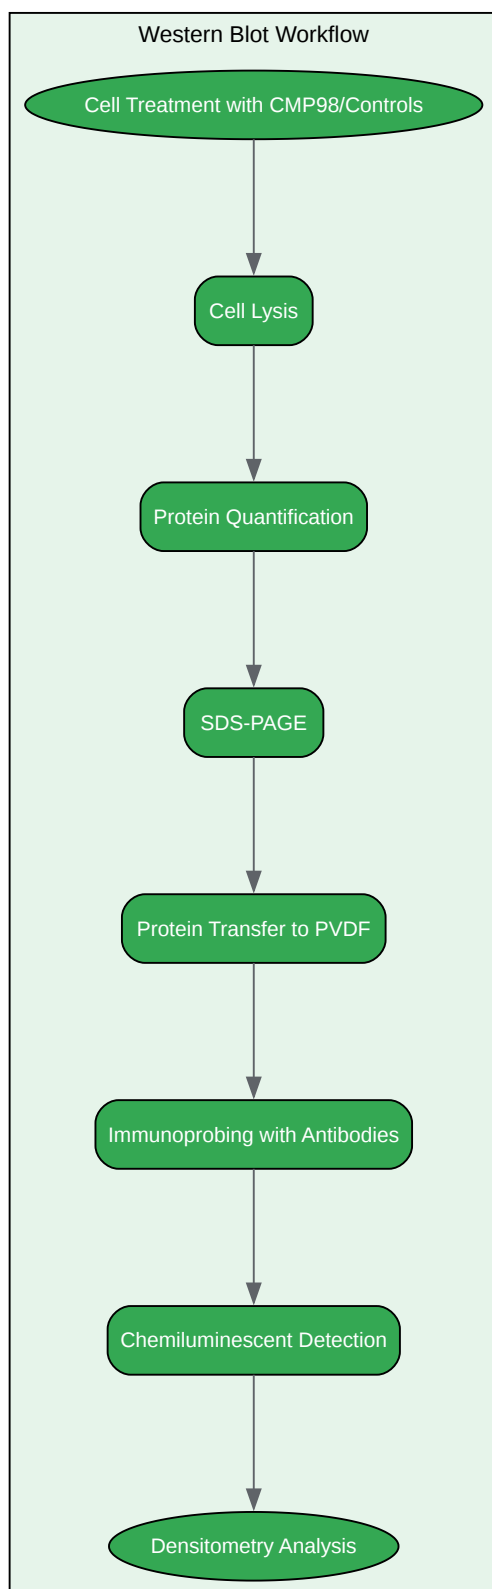 Western Blot Workflow
Cell Treatment with CMP98/Controls
Cell Lysis
Protein Quantification
SDS-PAGE
Protein Transfer to PVDF
Immunoprobing with Antibodies
Chemiluminescent Detection
Densitometry Analysis